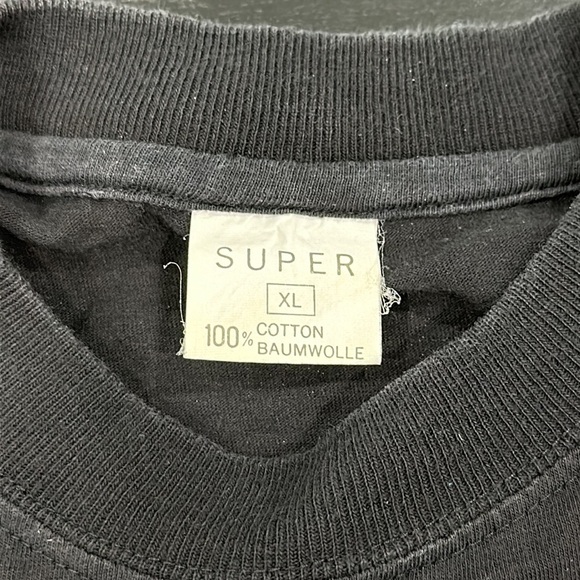 SUPER
XL
100% COTTON
BAUMWOLLE